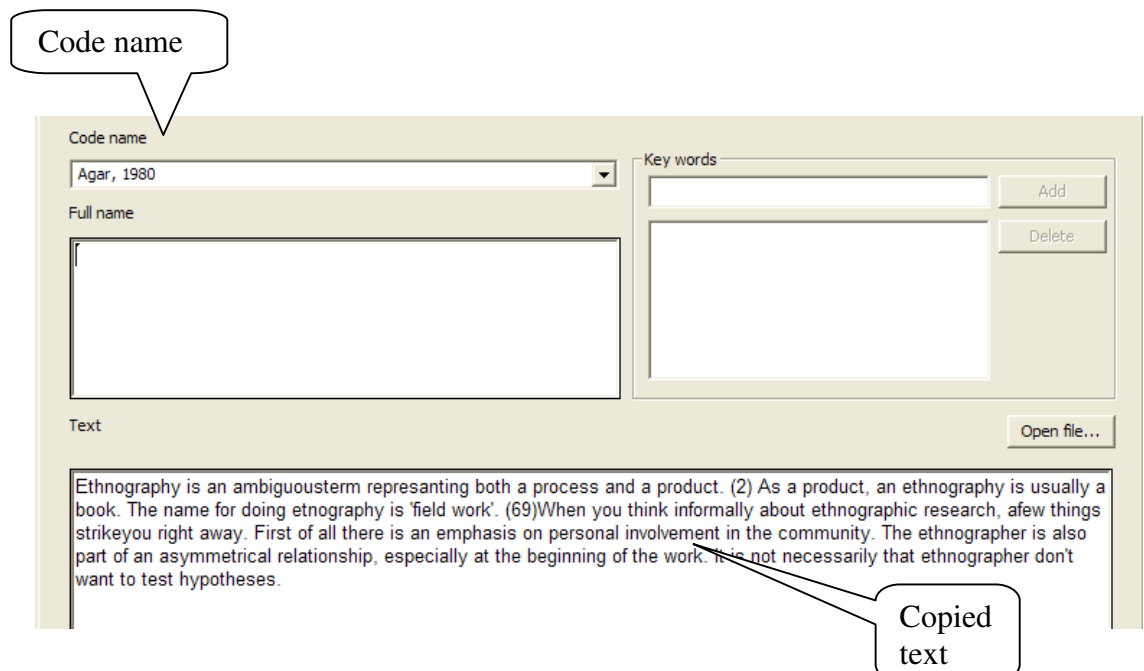 Code name
Code name
Agar, 1980
Key words
Add
Full name
Delete
Text
Open file...
Ethnography is an ambiguousterm represanting both a process and a product. (2) As a product, an ethnography is usually a
book. The name for doing etnography is 'field work'. (69)When you think informally about ethnographic research, afew things
strikeyou right away. First of all there is an emphasis on personal involvement in the community. The ethnographer is also
part of an asymmetrical relationship, especially at the beginning of the work. It is not necessarily that ethnographer don't
want to test hypotheses.
Copied
text